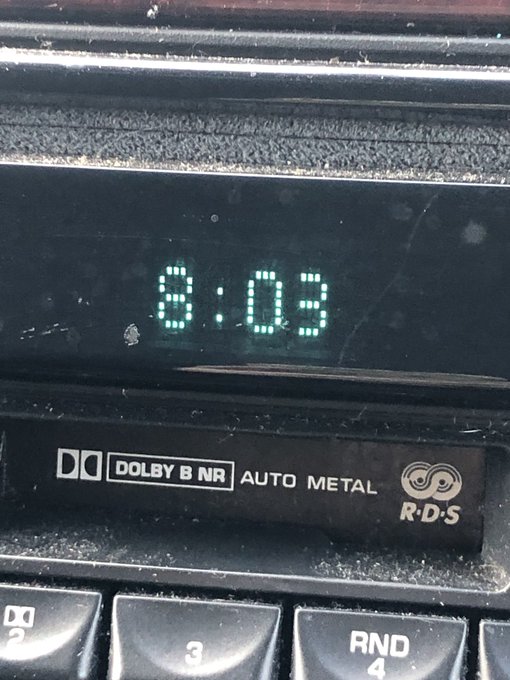 8:03
DOLBY B NR AUTO METAL
R·D·S
2
3
RND
4